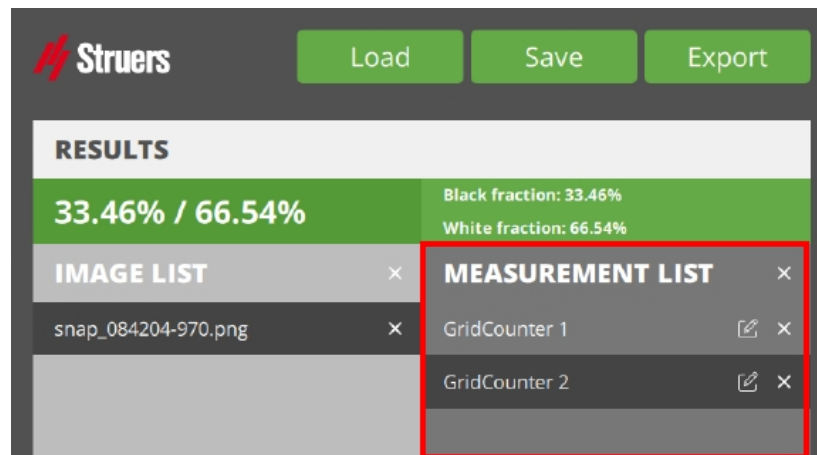 Struers
Load
Save
Export
RESULTS
33.46% / 66.54%
Black fraction: 33.46%
White fraction: 66.54%
IMAGE LIST
snap_084204-970.png
MEASUREMENT LIST
GridCounter 1
GridCounter 2